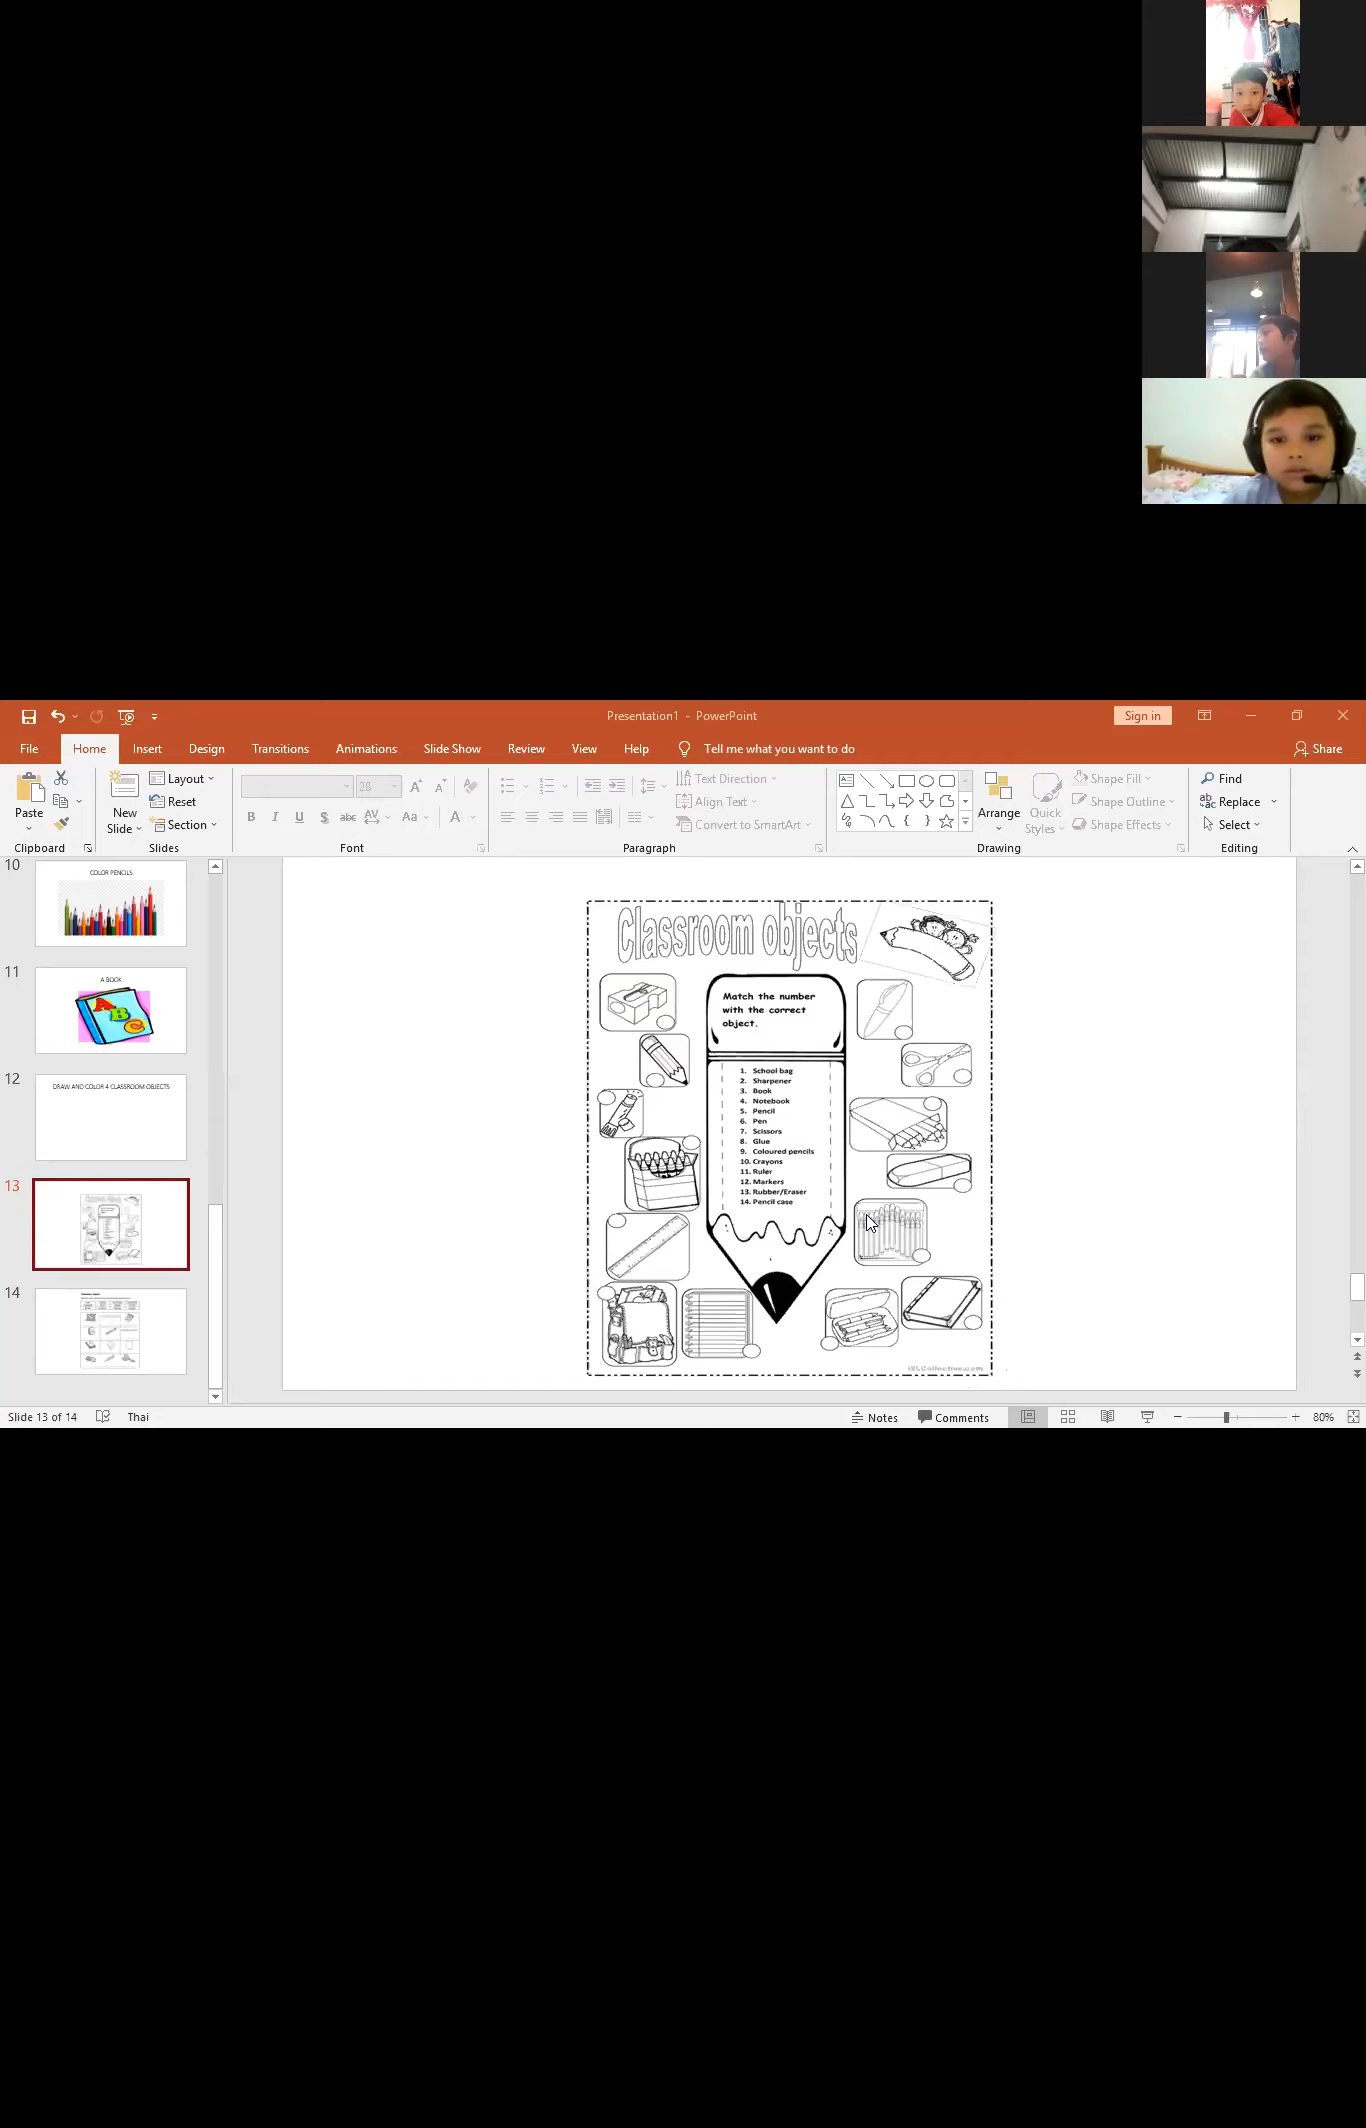 Presentation1 - PowerPoint
Sign in
File
Home
Insert
Design
Transitions
Animations
Slide Show
Review
View
Help
Tell me what you want to do
Share
Paste
Clipboard
New
Slide
Layout
Reset
Section
Slides
28
B I U S abc AV Aa A
Font
Text Direction
Align Text
Convert to SmartArt
Paragraph
Arrange
Quick
Styles
Shape Fill
Shape Outline
Shape Effects
Drawing
Find
Replace
Select
Editing
10
COLOR PENCILS
11
A BOOK
A B C
12
DRAW AND COLOR 4 CLASSROOM OBJECTS
13
14
Classroom objects
Match the number
with the correct
object.
1. School bag
2. Sharpener
3. Book
4. Notebook
5. Pencil
6. Pen
7. Scissors
8. Glue
9. Coloured pencils
10. Crayons
11. Ruler
12. Markers
13. Rubber/Eraser
14. Pencil case
iSLCollective.com
Slide 13 of 14
Thai
Notes
Comments
80%